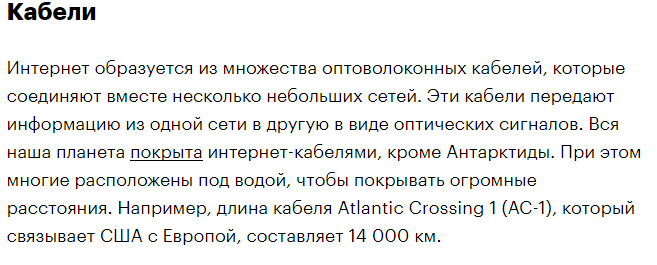 Кабели
Интернет образуется из множества оптоволоконных кабелей, которые
соединяют вместе несколько небольших сетей. Эти кабели передают
информацию из одной сети в другую в виде оптических сигналов. Вся
наша планета покрыта интернет-кабелями, кроме Антарктиды. При этом
многие расположены под водой, чтобы покрывать огромные
расстояния. Например, длина кабеля Atlantic Crossing 1 (AC-1), который
связывает США с Европой, составляет 14 000 км.